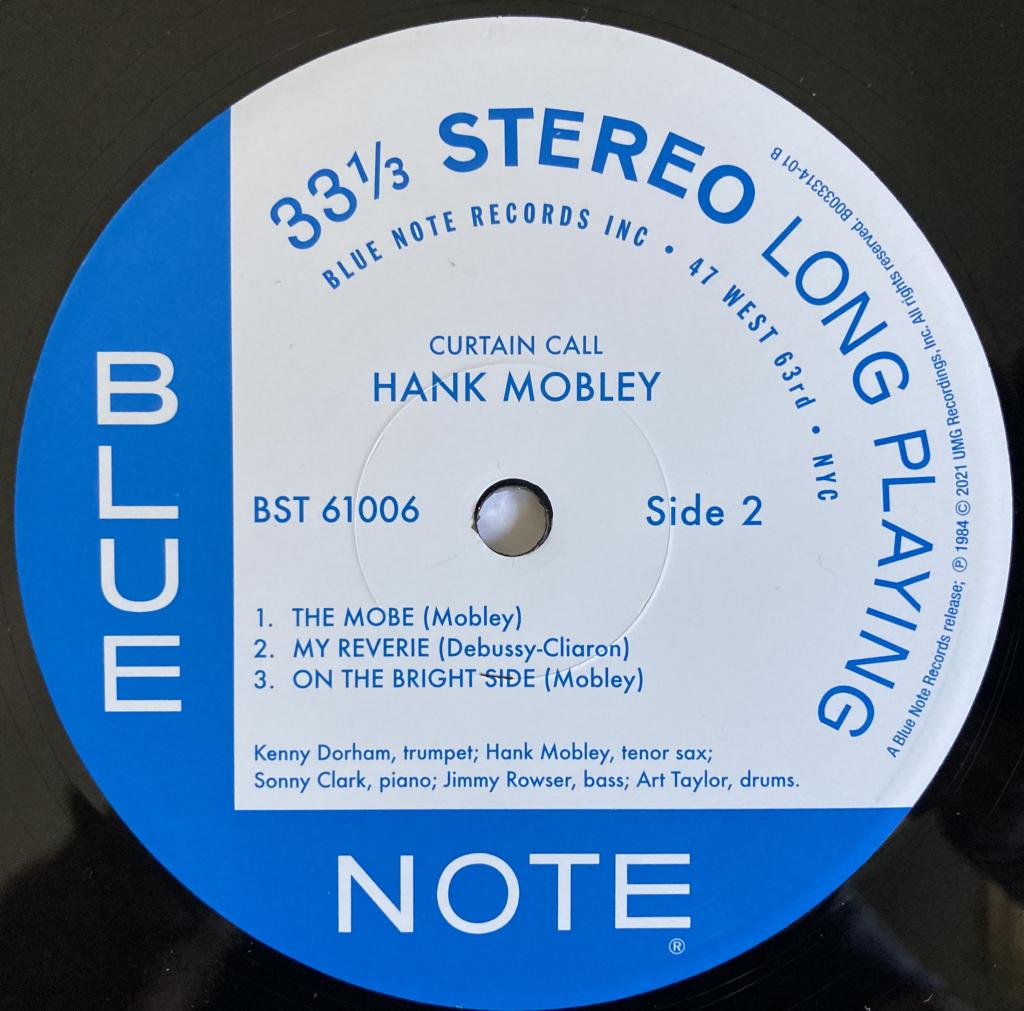 33⅓ STEREO LONG PLAYING
BLUE NOTE RECORDS INC • 47 WEST 63rd • NYC
A Blue Note Records release; ℗ 1984 © 2021 UMG Recordings, Inc. All rights reserved. B0033314-01 B
CURTAIN CALL
HANK MOBLEY
BST 61006
Side 2
1. THE MOBE (Mobley)
2. MY REVERIE (Debussy-Cliaron)
3. ON THE BRIGHT SIDE (Mobley)
Kenny Dorham, trumpet; Hank Mobley, tenor sax;
Sonny Clark, piano; Jimmy Rowser, bass; Art Taylor, drums.
BLUE
NOTE
®